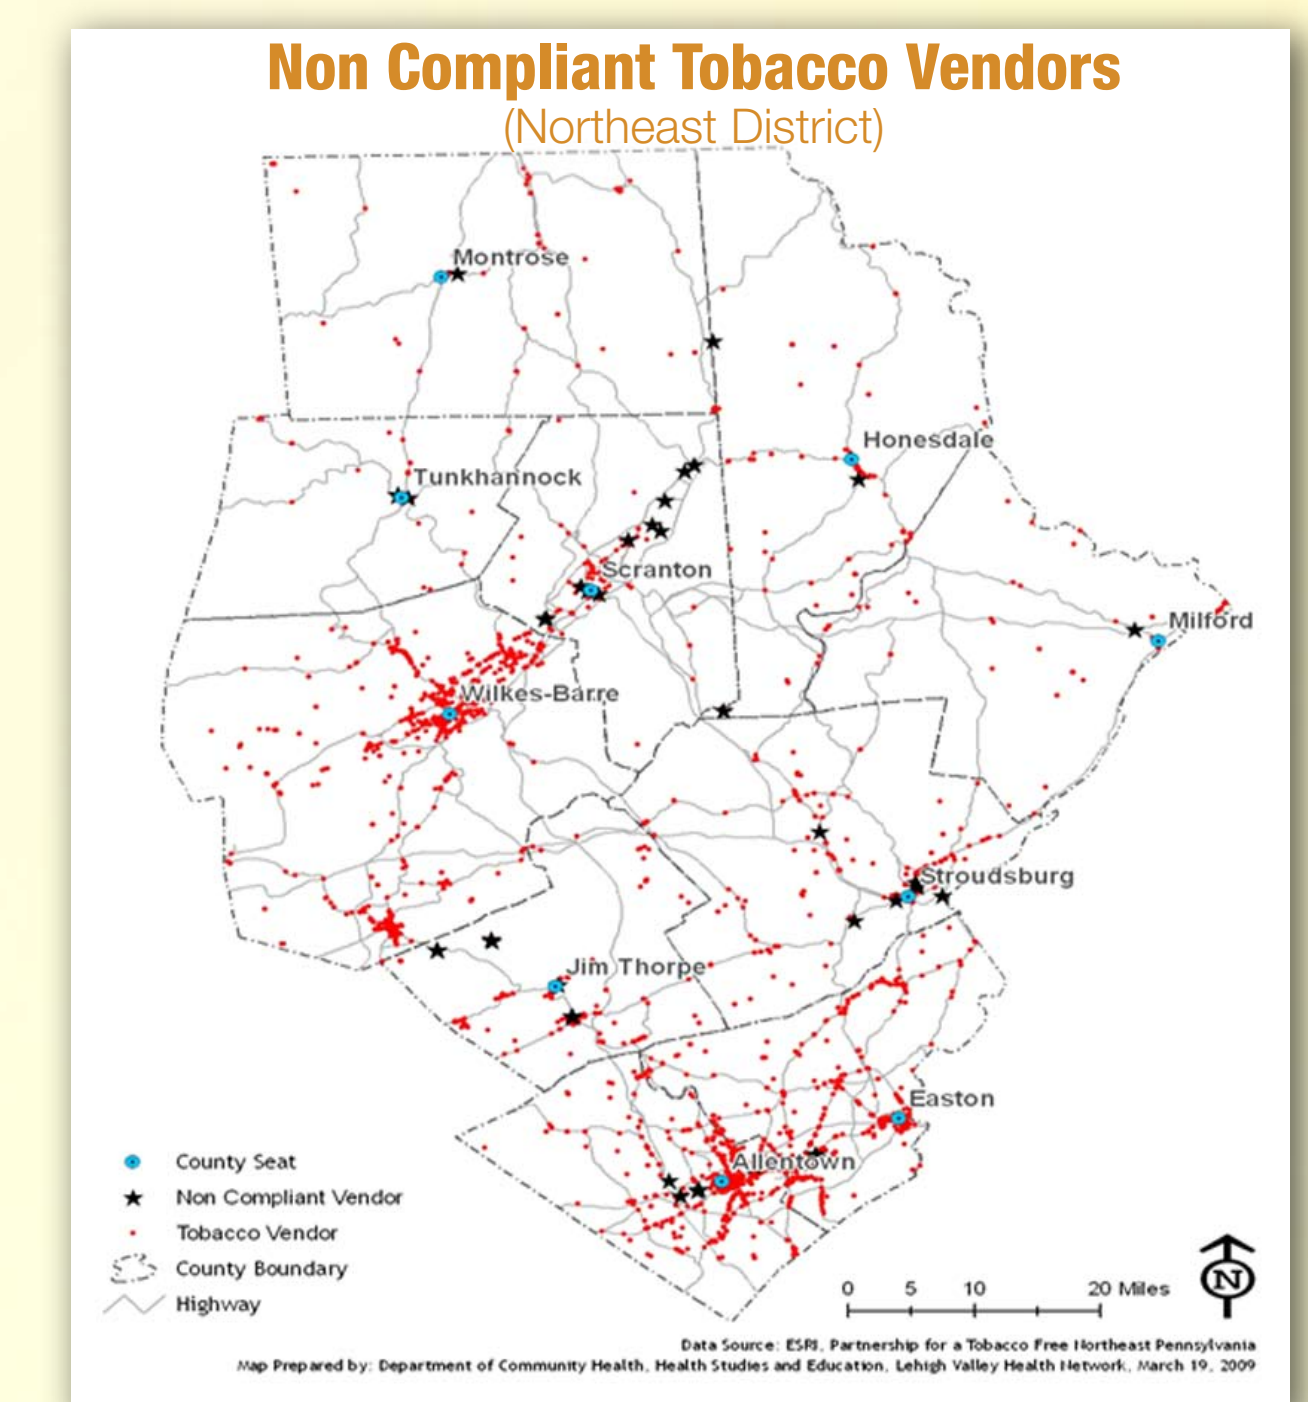 Non Compliant Tobacco Vendors
(Northeast District)
Montrose
Honesdale
Tunkhannock
Scranton
Milford
Wilkes-Barre
Stroudsburg
Jim Thorpe
Easton
Allentown
County Seat
Non Compliant Vendor
Tobacco Vendor
County Boundary
Highway
0 5 10 20 Miles
N
Data Source: ESRI, Partnership for a Tobacco Free Northeast Pennsylvania
Map Prepared by: Department of Community Health, Health Studies and Education, Lehigh Valley Health Network, March 19, 2009